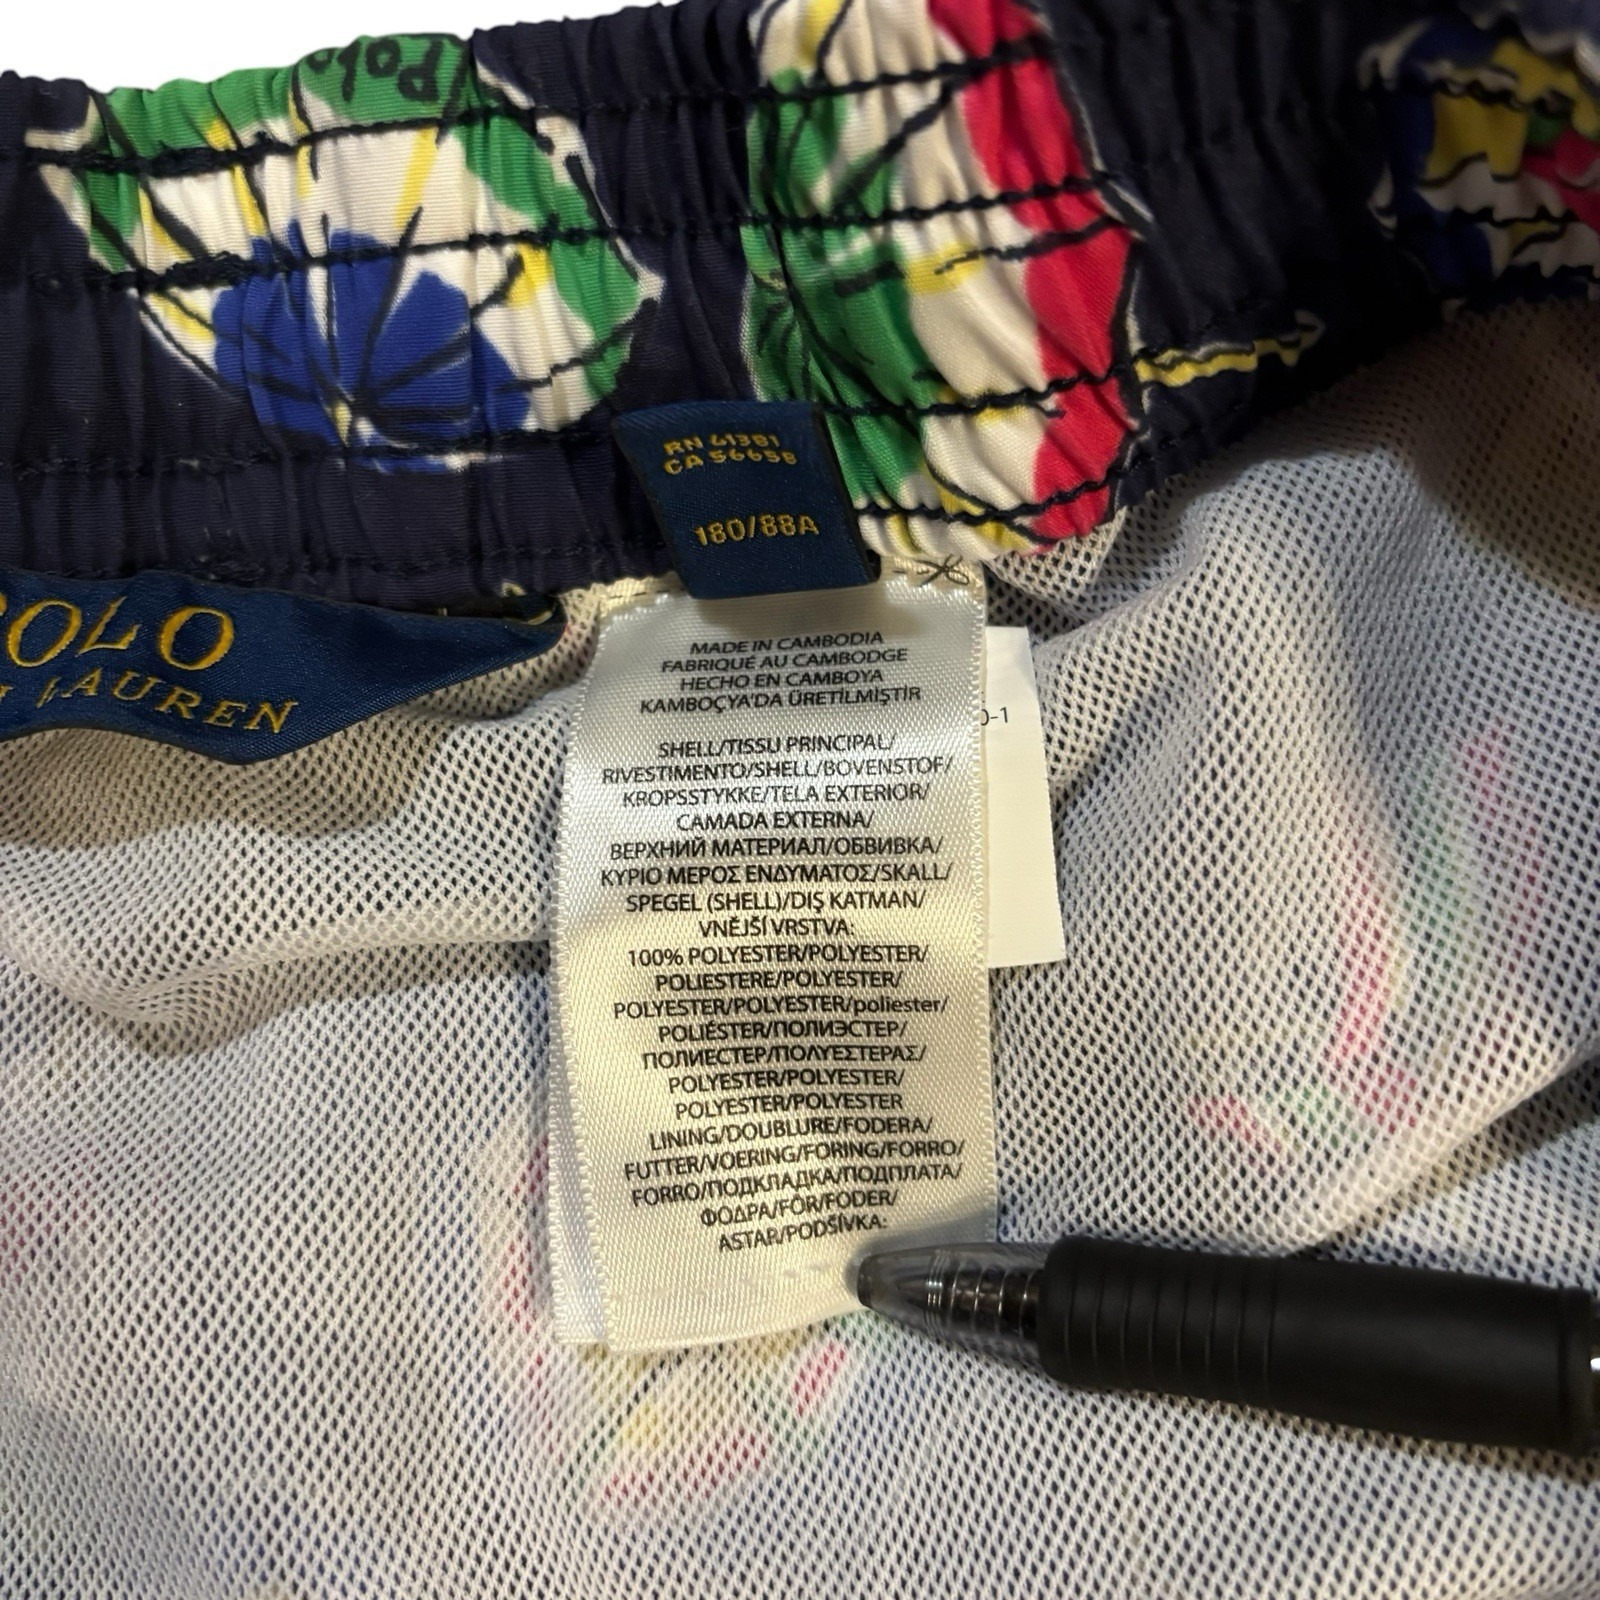 Polo
RN 41381
CA 56658
180/88A
POLO
LAUREN
MADE IN CAMBODIA
FABRIQUÉ AU CAMBODGE
HECHO EN CAMBOYA
KAMBOÇYA'DA ÜRETİLMİŞTİR
0-1
SHELL/TISSU PRINCIPAL/
RIVESTIMENTO/SHELL/BOVENSTOF/
KROPSSTYKKE/TELA EXTERIOR/
CAMADA EXTERNA/
ВЕРХНИЙ МАТЕРИАЛ/ОБВИВКА/
ΚΥΡΙΟ ΜΕΡΟΣ ΕΝΔΥΜΑΤΟΣ/SKALL/
SPEGEL (SHELL)/DIŞ KATMAN/
VNĚJŠÍ VRSTVA:
100% POLYESTER/POLYESTER/
POLIESTERE/POLYESTER/
POLYESTER/POLYESTER/poliester/
POLIÉSTER/ПОЛИЭСТЕР/
ПОЛИЕСТЕР/ΠΟΛΥΕΣΤΕΡΑΣ/
POLYESTER/POLYESTER/
POLYESTER/POLYESTER
LINING/DOUBLURE/FODERA/
FUTTER/VOERING/FORING/FORRO/
FORRO/ПОДКЛАДКА/ПОДПЛАТА/
ΦΟΔΡΑ/FÔR/FODER/
ASTAR/PODŠÍVKA: